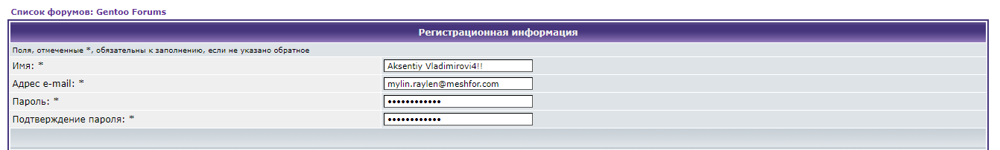 Список форумов: Gentoo Forums
Регистрационная информация
Поля, отмеченные *, обязательны к заполнению, если не указано обратное
Имя: * Aksentiy Vladimirovi4!!
Адрес e-mail: * mylin.raylen@meshfor.com
Пароль: * ••••••••••••
Подтверждение пароля: * ••••••••••••